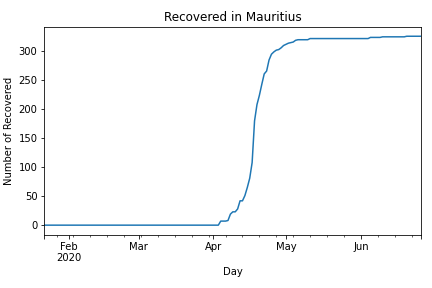 Recovered in Mauritius
Number of Recovered
300
250
200
150
100
50
0
Feb
2020
Mar
Apr
May
Jun
Day